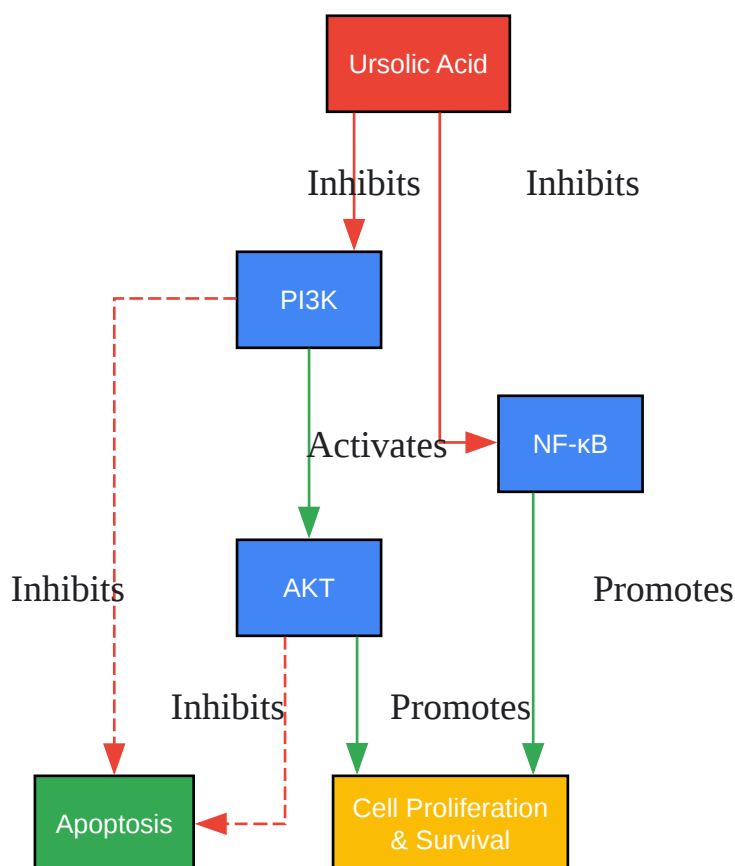 Ursolic Acid
Inhibits
Inhibits
PI3K
Activates
NF-κB
AKT
Inhibits
Promotes
Inhibits
Promotes
Apoptosis
Cell Proliferation
& Survival